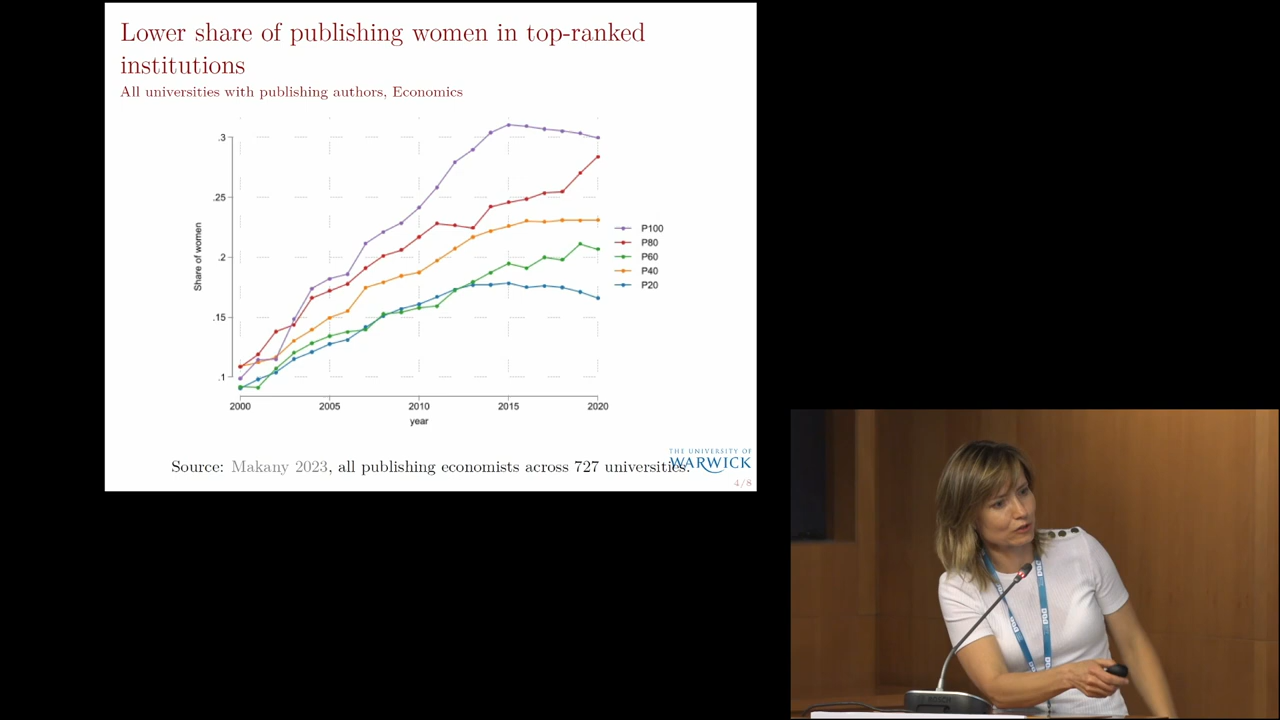 Lower share of publishing women in top-ranked
institutions
All universities with publishing authors, Economics
.3
.25
.2
.15
.1
Share of women
2000 2005 2010 2015 2020
year
P100
P80
P60
P40
P20
Source: Makany 2023, all publishing economists across 727 universities.
THE UNIVERSITY OF
WARWICK
4/8
BOSCH